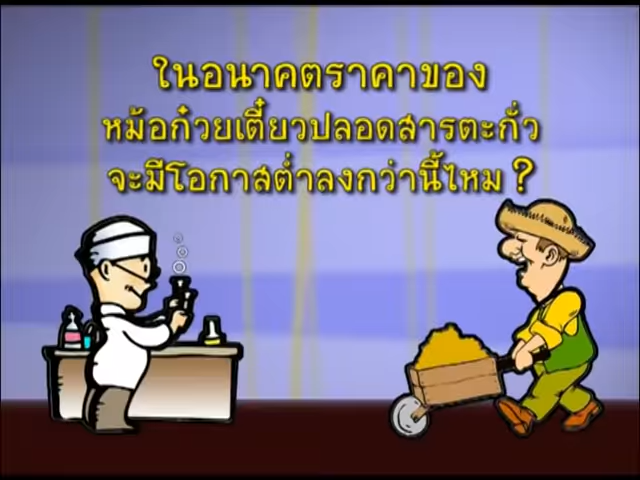 ในอนาคตราคาของ
หม้อก๋วยเตี๋ยวปลอดสารตะกั่ว
จะมีโอกาสต่ำลงกว่านี้ไหม ?